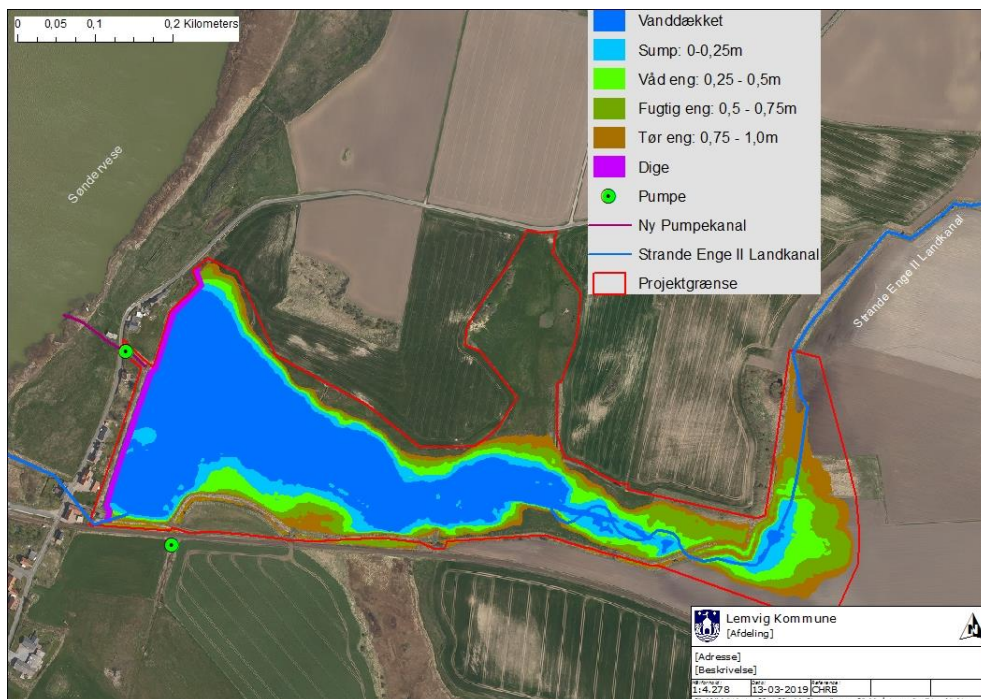 0 0,05 0,1 0,2 Kilometers
Vanddækket
Sump: 0-0,25m
Våd eng: 0,25 - 0,5m
Fugtig eng: 0,5 - 0,75m
Tør eng: 0,75 - 1,0m
Dige
Pumpe
Ny Pumpekanal
Strande Enge II Landkanal
Projektgrænse
Søndervese
Strande Enge II Landkanal
Lemvig Kommune
[Afdeling]
N
[Adresse]
[Beskrivelse]
1:4.278 13-03-2019 CHRB